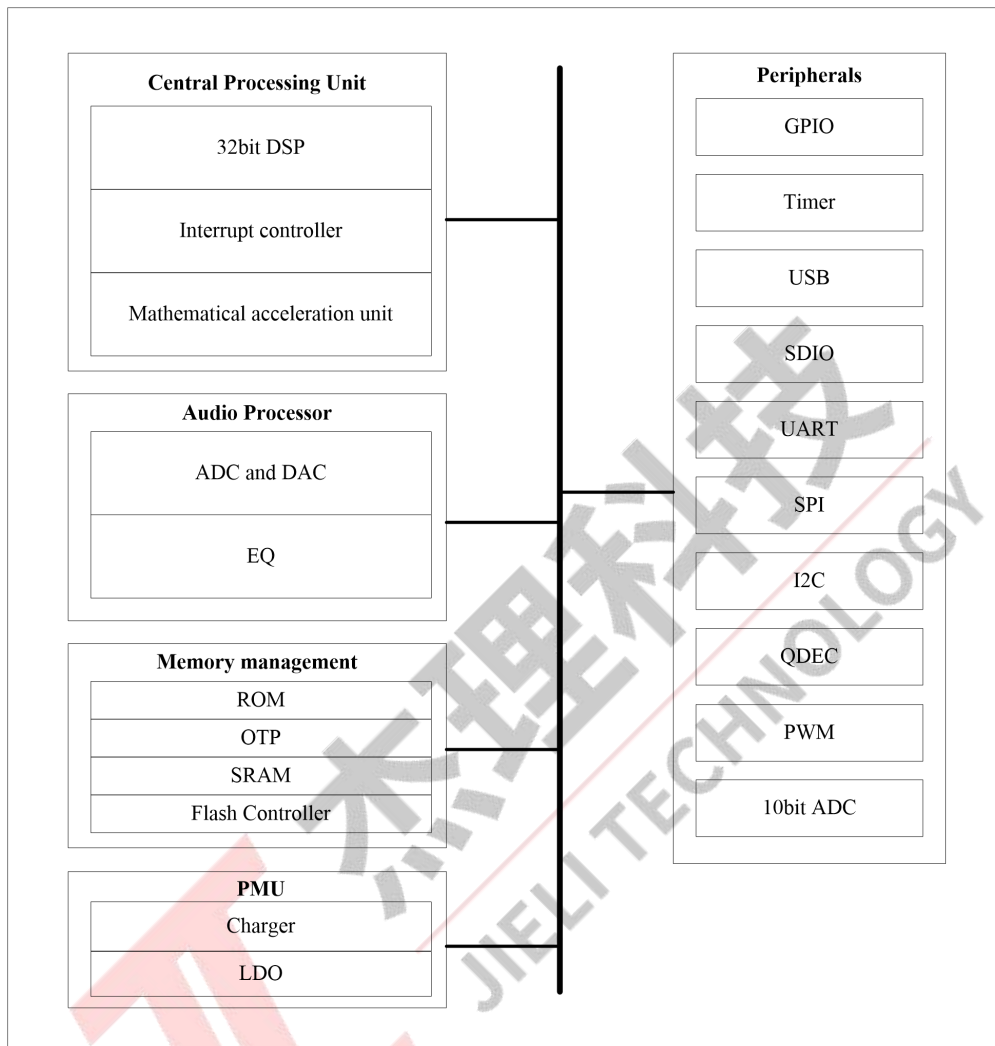 Central Processing Unit
32bit DSP
Interrupt controller
Mathematical acceleration unit
Audio Processor
ADC and DAC
EQ
Memory management
ROM
OTP
SRAM
Flash Controller
PMU
Charger
LDO
Peripherals
GPIO
Timer
USB
SDIO
UART
SPI
I2C
QDEC
PWM
10bit ADC
杰理科技
JIELI TECHNOLOGY